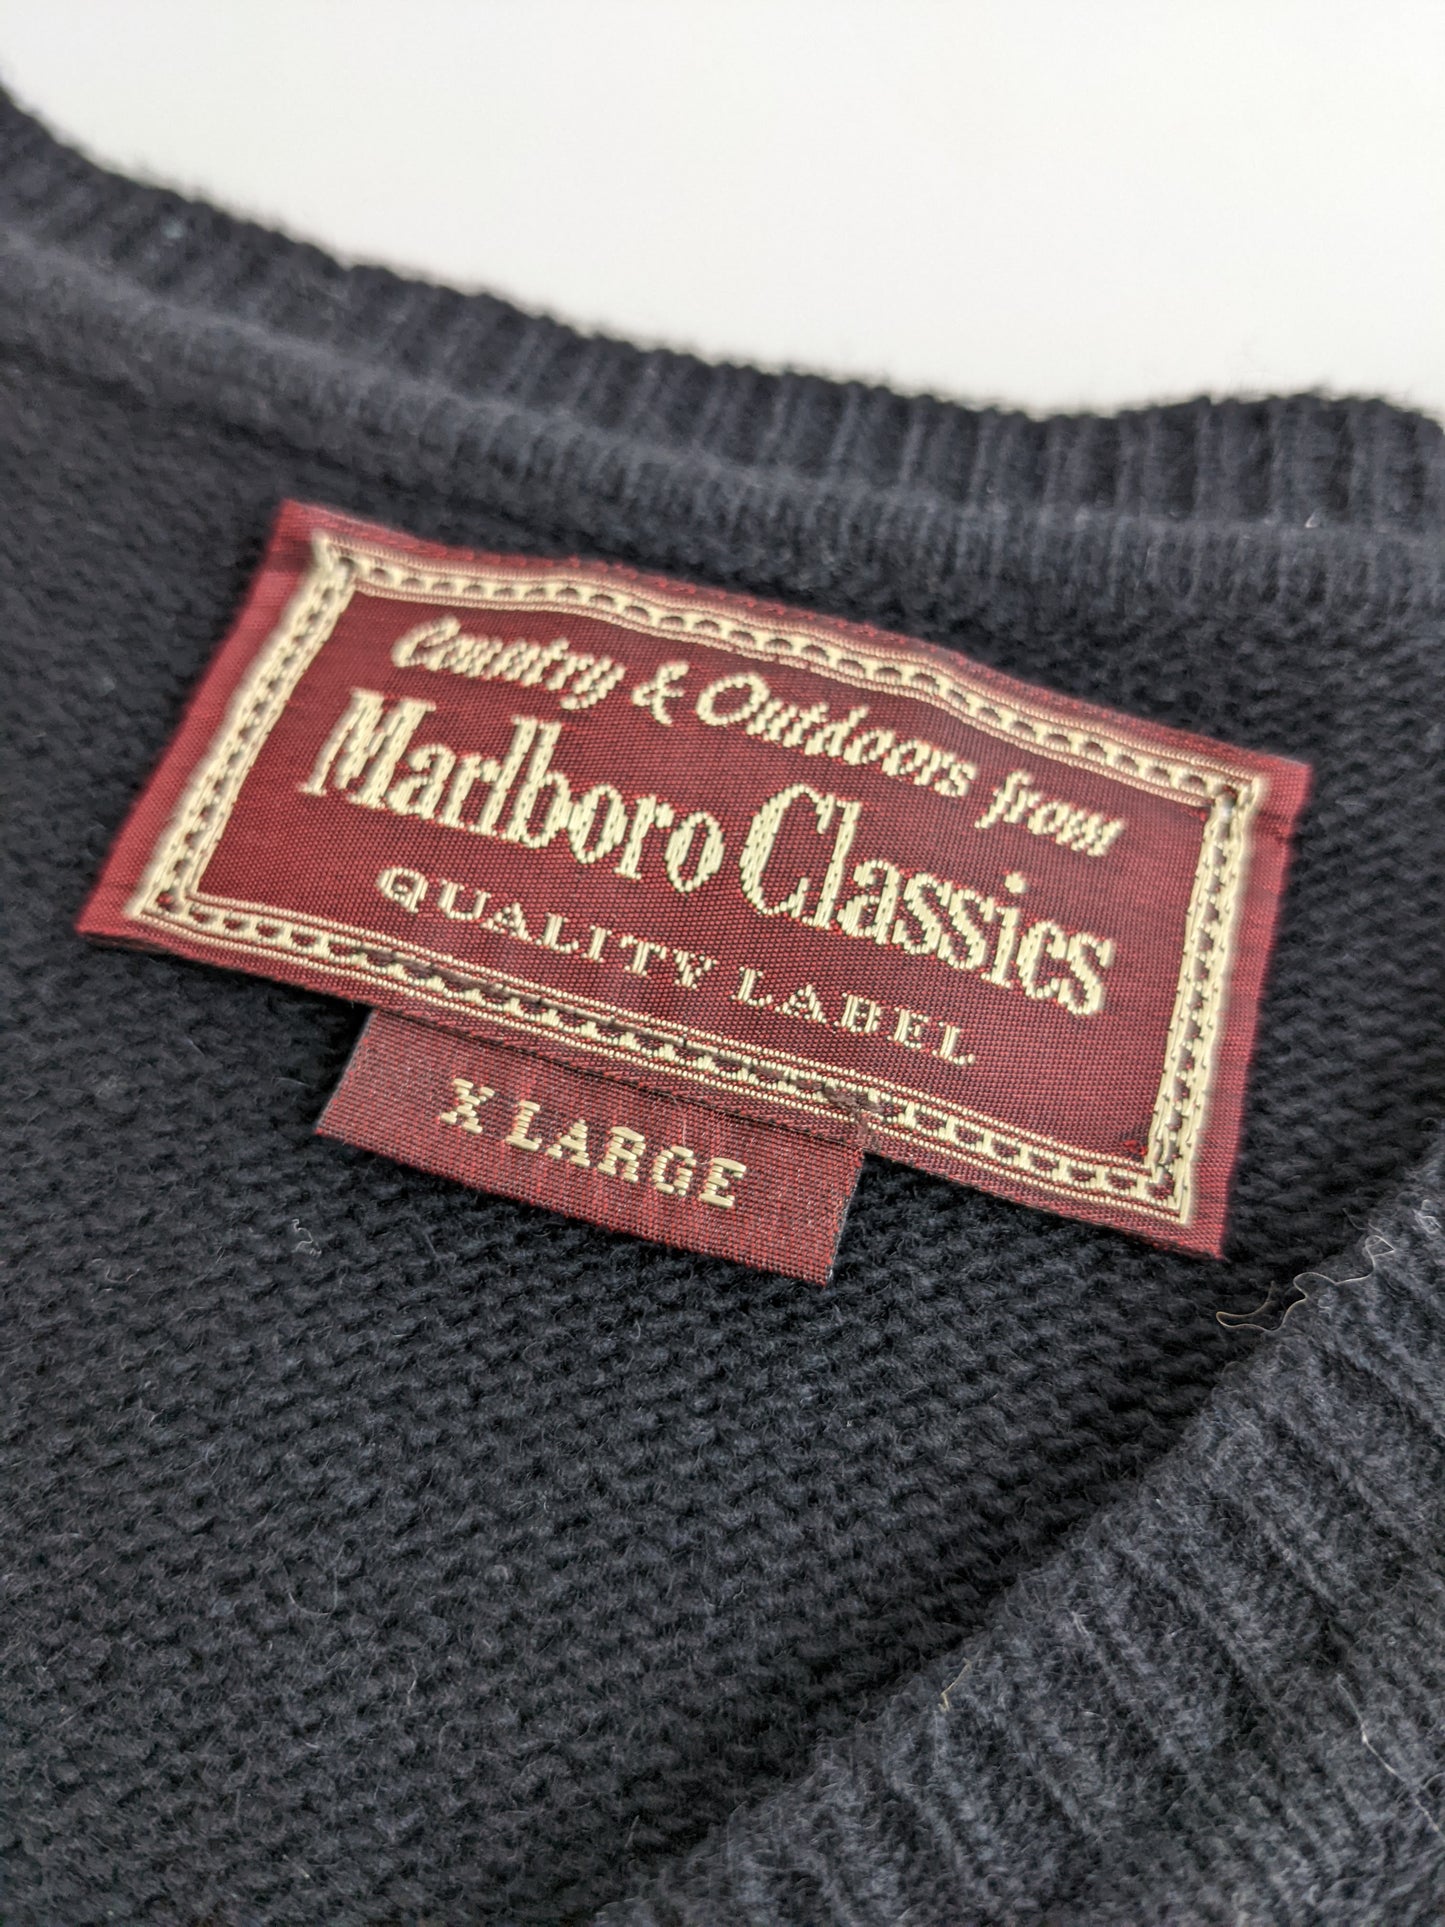 Country & Outdoors from
Marlboro Classics
QUALITY LABEL
X LARGE